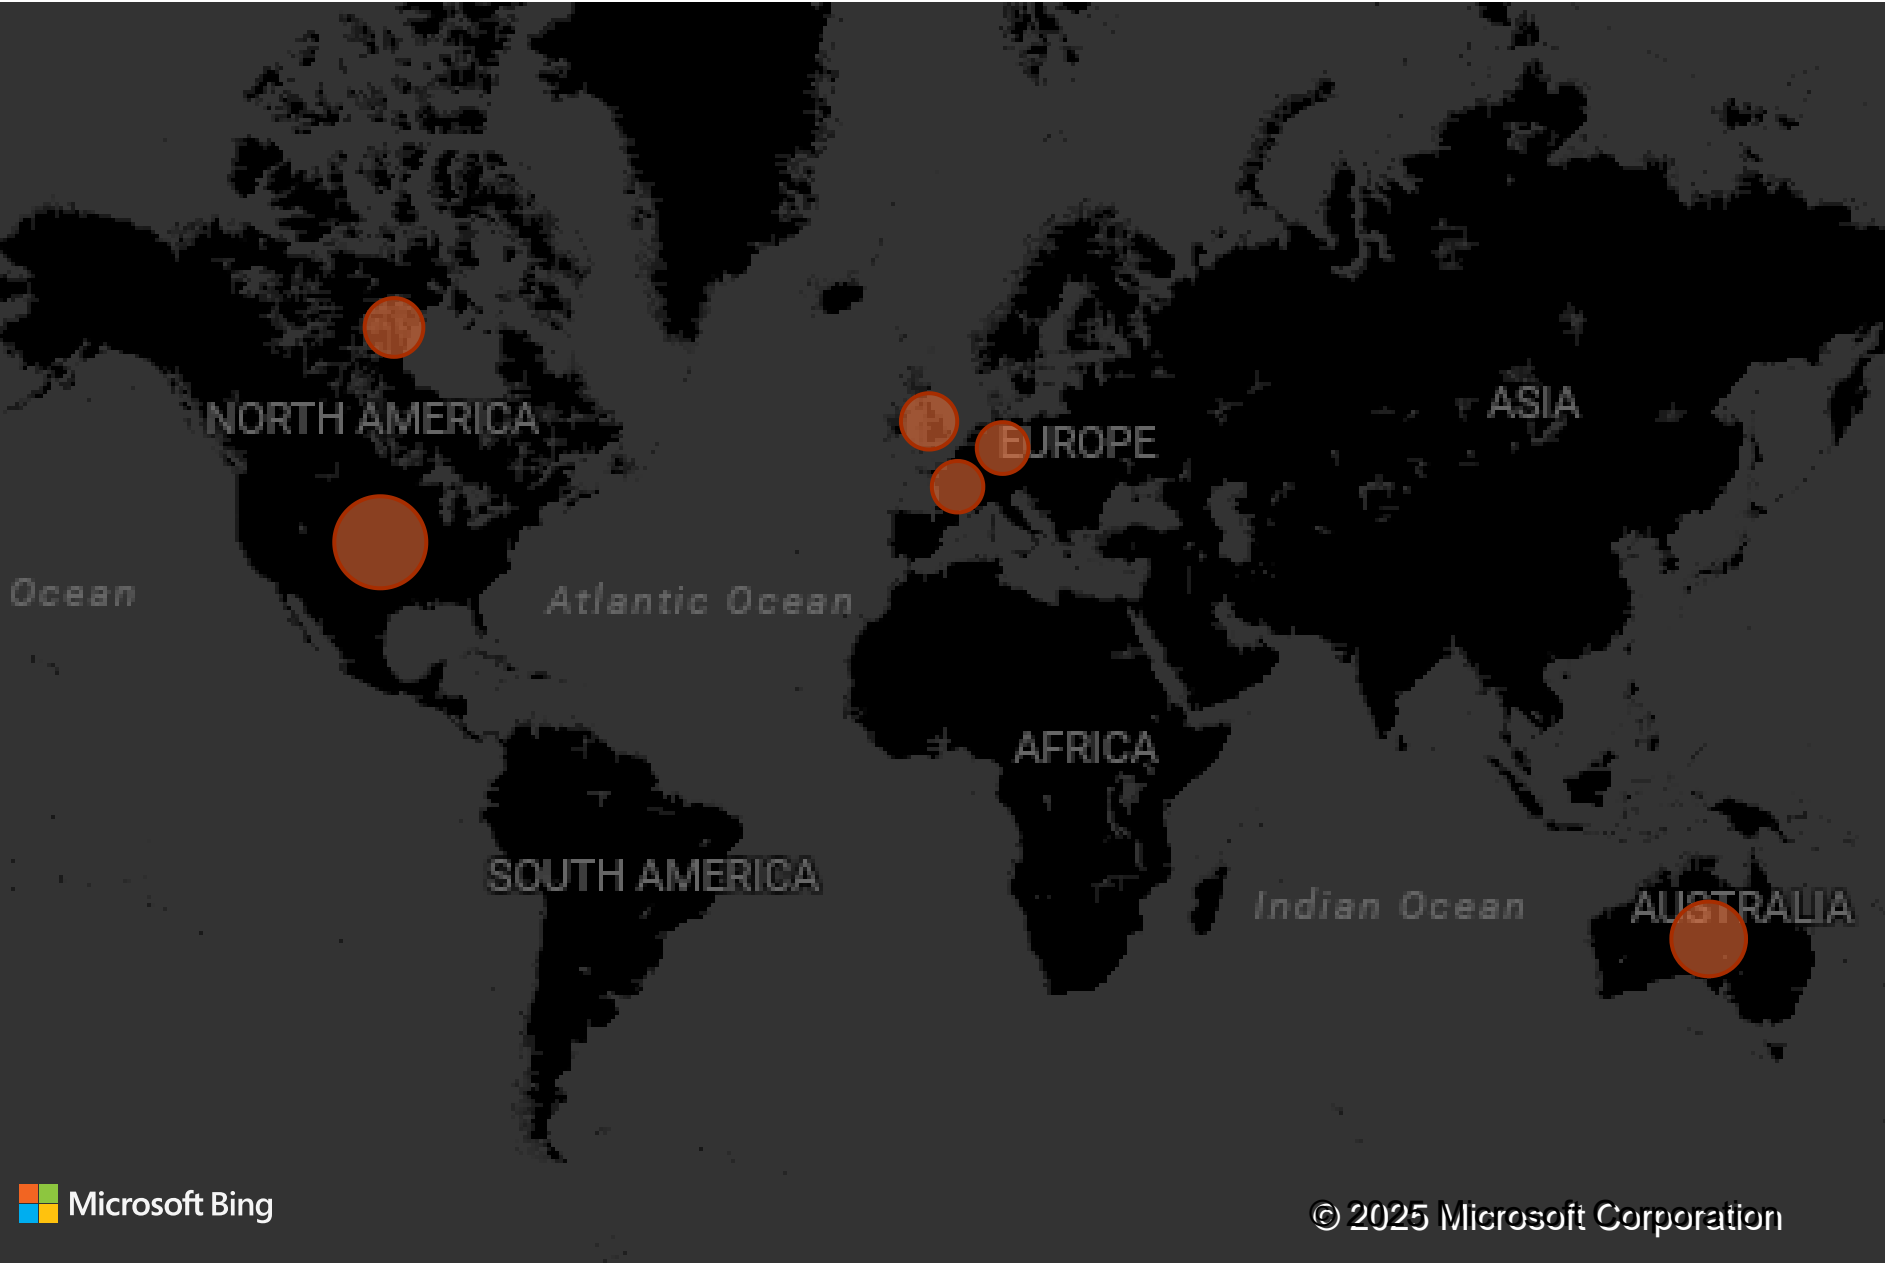 NORTH AMERICA
EUROPE
ASIA
Ocean
Atlantic Ocean
AFRICA
SOUTH AMERICA
Indian Ocean
AUSTRALIA
Microsoft Bing
© 2025 Microsoft Corporation